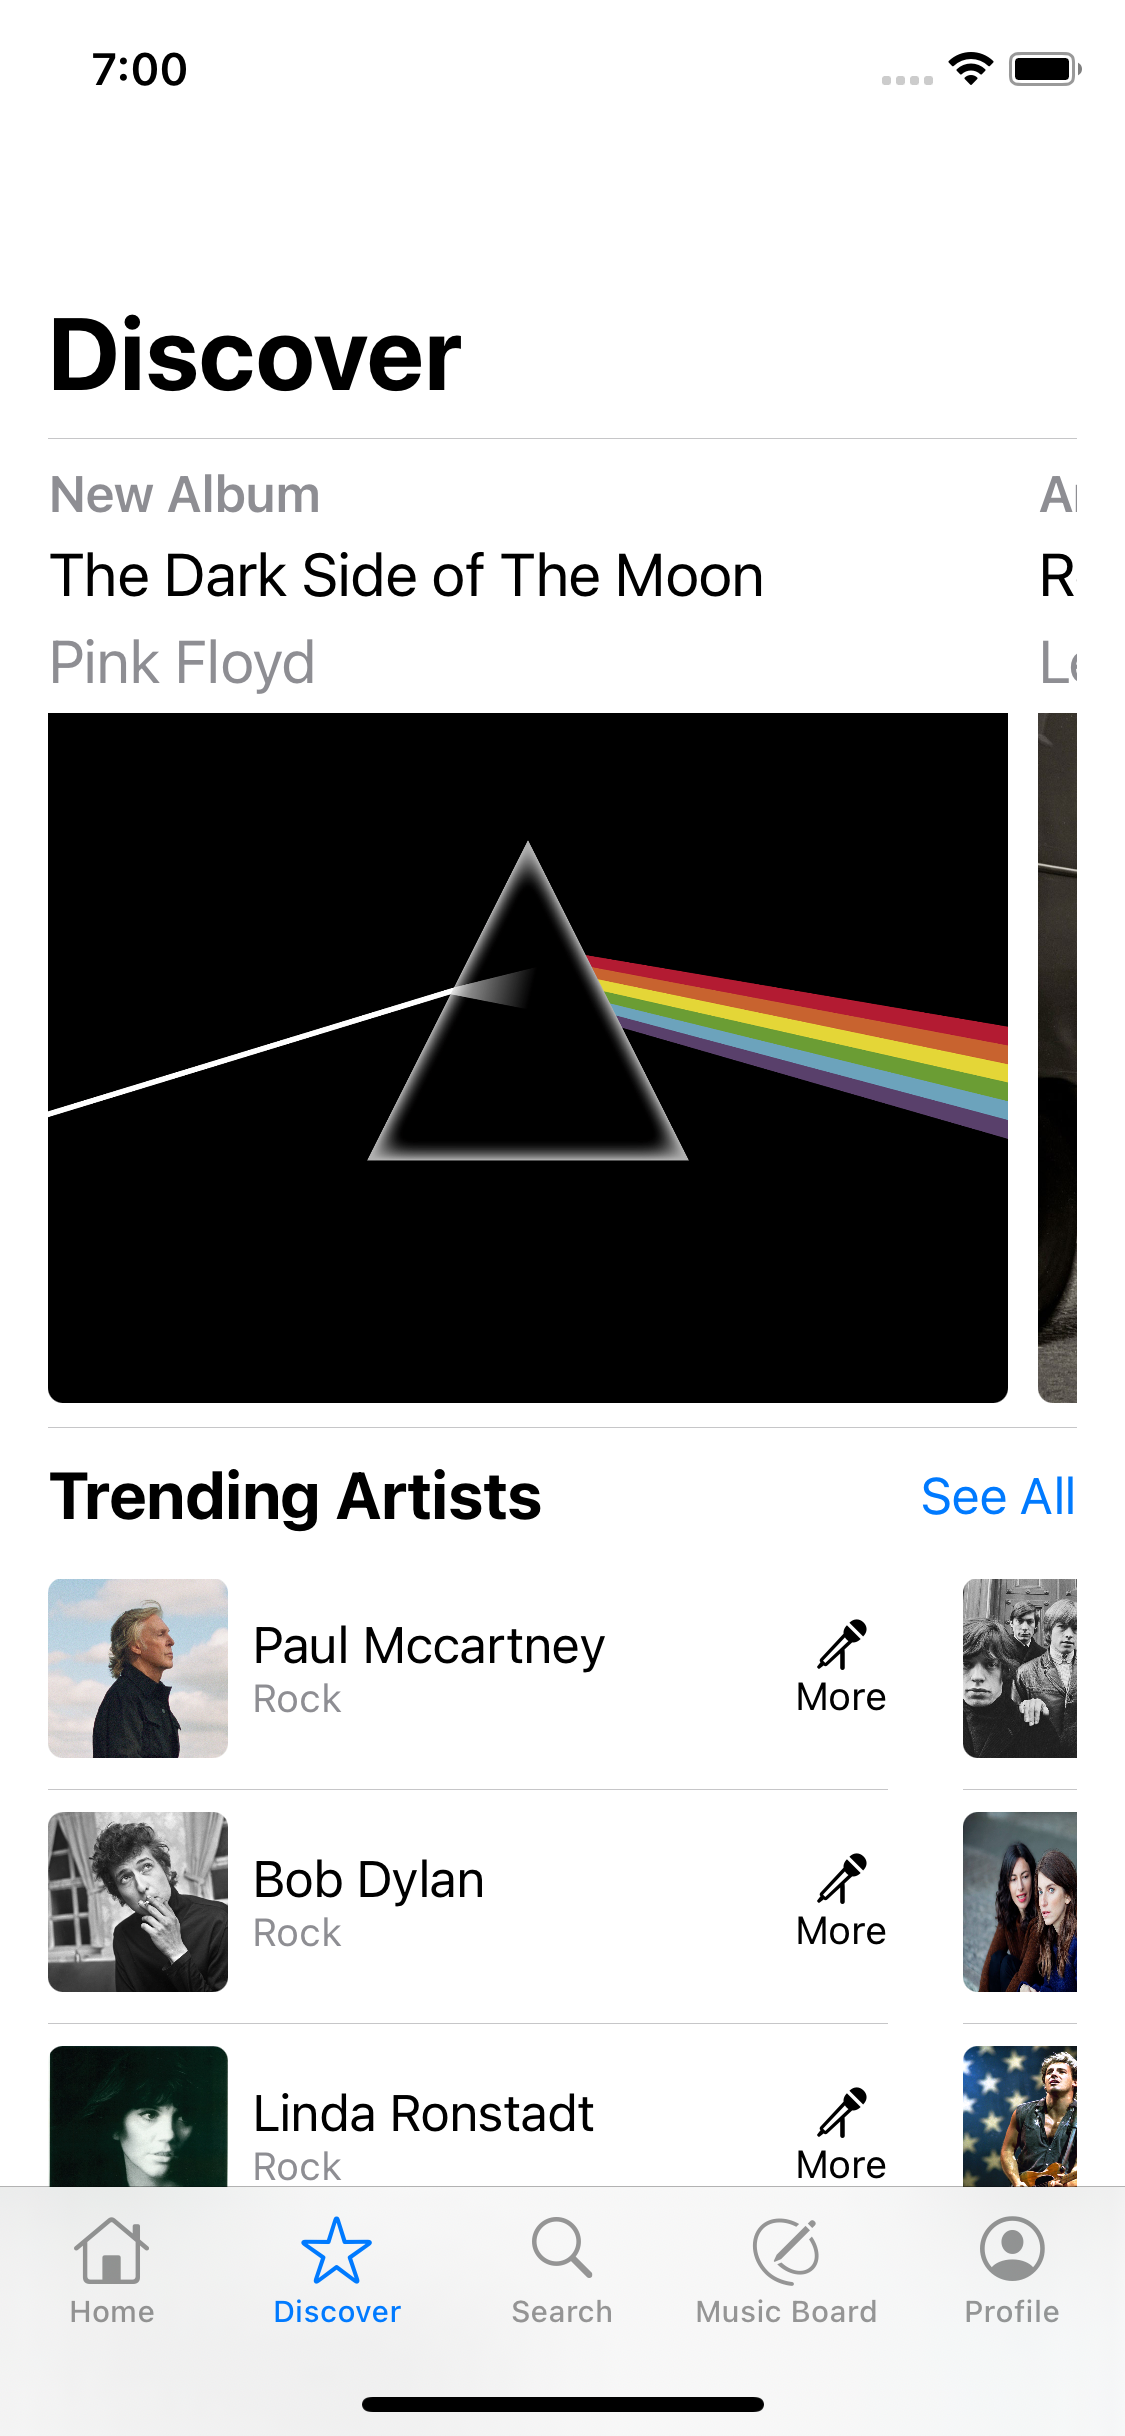 7:00
Discover
New Album
The Dark Side of The Moon
Pink Floyd
Trending Artists
See All
Paul Mccartney
Rock
More
Bob Dylan
Rock
More
Linda Ronstadt
Rock
More
Home
Discover
Search
Music Board
Profile